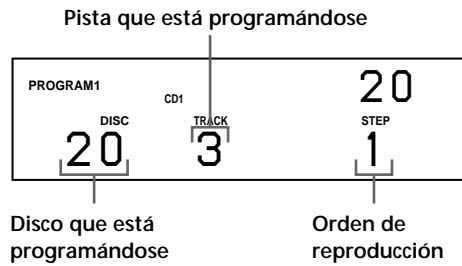 Pista que está programándose
PROGRAM1
CD1
20
DISC TRACK STEP
20 3 1
Disco que está
programándose
Orden de
reproducción